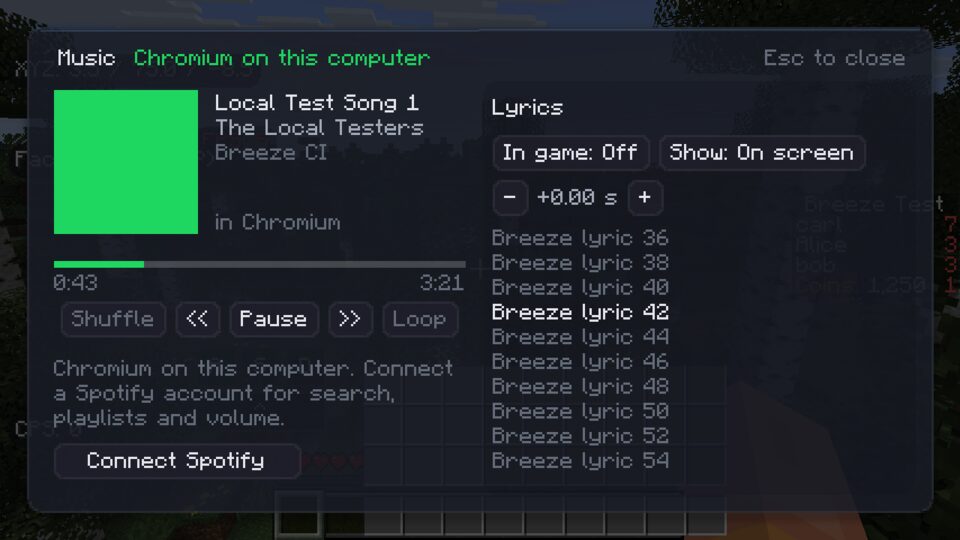 Music Chromium on this computer
Esc to close
Local Test Song 1
The Local Testers
Breeze CI
in Chromium
0:43
3:21
Shuffle
<<
Pause
>>
Loop
Chromium on this computer. Connect
a Spotify account for search,
playlists and volume.
Connect Spotify
Lyrics
In game: Off
Show: On screen
-
+0.00 s
+
Breeze lyric 36
Breeze lyric 38
Breeze lyric 40
Breeze lyric 42
Breeze lyric 44
Breeze lyric 46
Breeze lyric 48
Breeze lyric 50
Breeze lyric 52
Breeze lyric 54
Breeze Test
carl 7
Alice 3
bob 3
Coins: 1,250 1